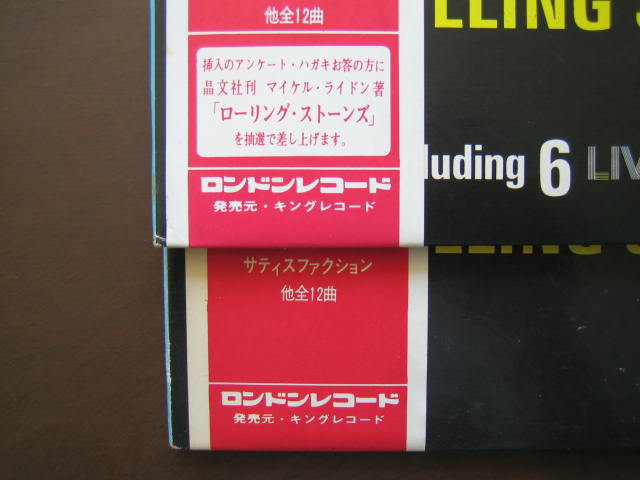 他全12曲
挿入のアンケート・ハガキお答の方に
晶文社刊 マイケル・ライドン著
「ローリング・ストーンズ」
を抽選で差し上げます。
ロンドンレコード
発売元・キングレコード
LLING
luding 6 LIV
サティスファクション
他全12曲
ロンドンレコード
発売元・キングレコード